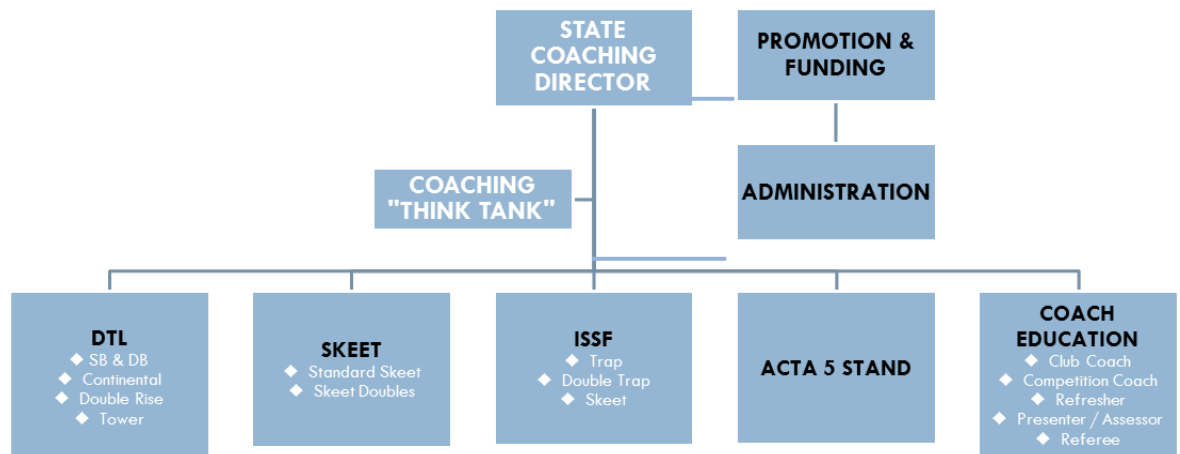 STATE
COACHING
DIRECTOR
PROMOTION &
FUNDING
COACHING
"THINK TANK"
ADMINISTRATION
DTL
◆ SB & DB
◆ Continental
◆ Double Rise
◆ Tower
SKEET
◆ Standard Skeet
◆ Skeet Doubles
ISSF
◆ Trap
◆ Double Trap
◆ Skeet
ACTA 5 STAND
COACH
EDUCATION
◆ Club Coach
◆ Competition Coach
◆ Refresher
◆ Presenter / Assessor
◆ Referee